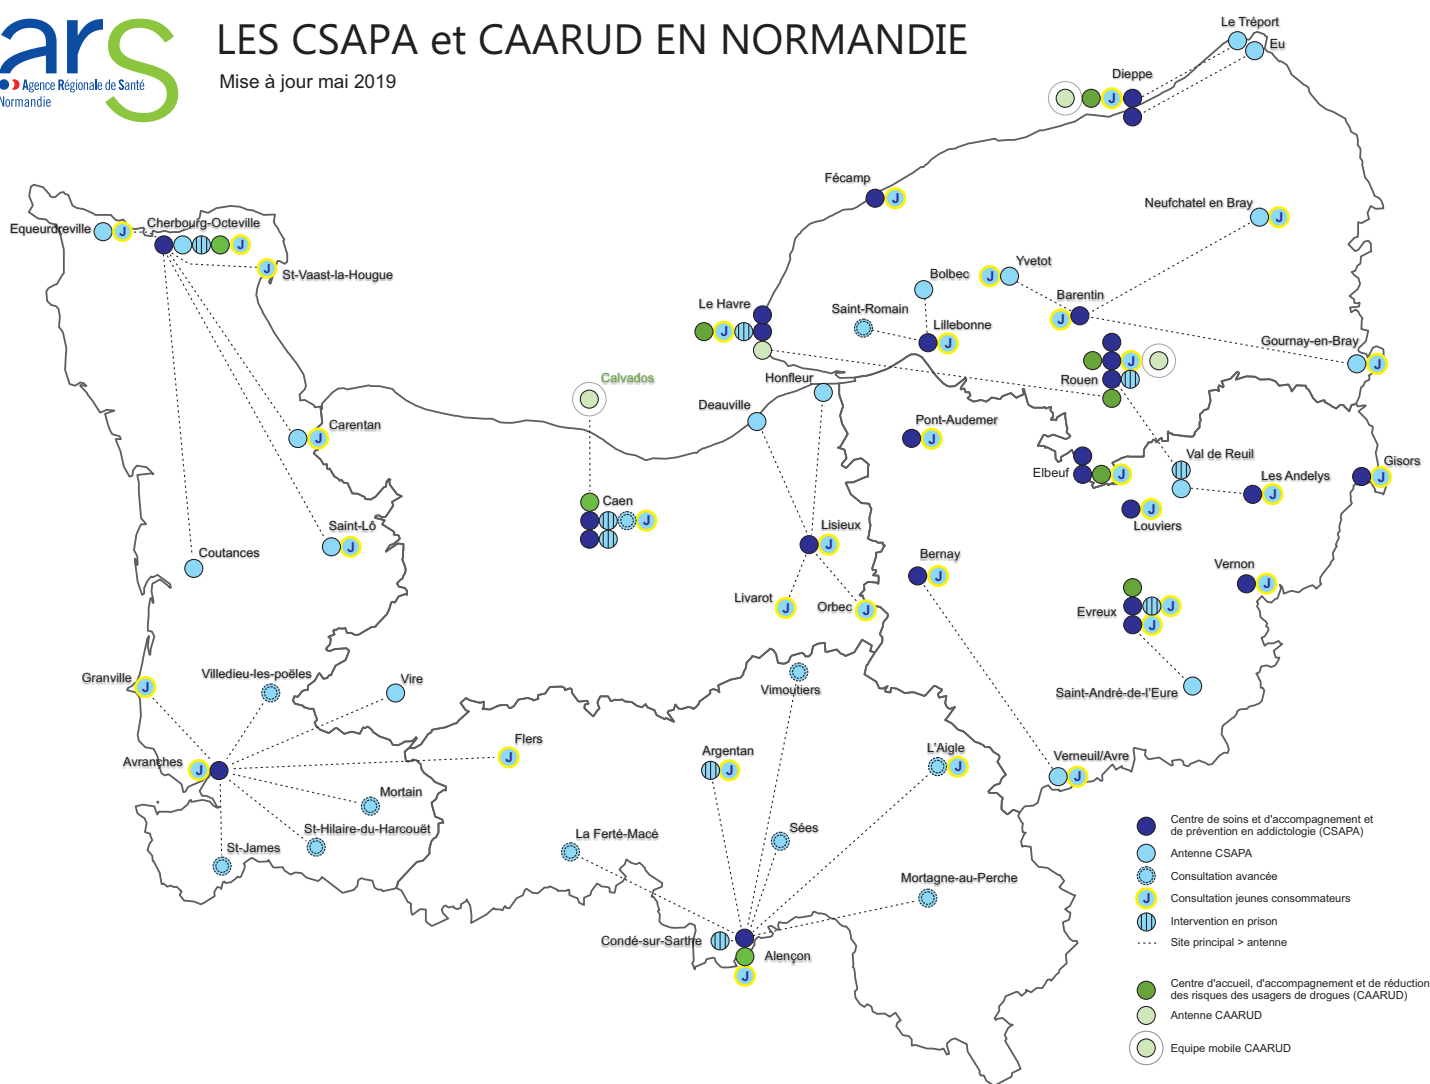 ars
Agence Régionale de Santé
Normandie
LES CSAPA et CAARUD EN NORMANDIE
Mise à jour mai 2019
Le Tréport
Eu
Dieppe
Fécamp
Neufchatel en Bray
Equeurdreville
Cherbourg-Octeville
J
J
J
J
J
St-Vaast-la-Hougue
J
Bolbec
Yvetot
J
Barentin
J
Le Havre
J
Saint-Romain
Lillebonne
J
Gournay-en-Bray
J
Rouen
J
Calvados
Honfleur
Deauville
Carentan
J
Pont-Audemer
J
Elbeuf
J
Val de Reuil
Les Andelys
J
Gisors
J
Louviers
J
Caen
J
Saint-Lô
J
Coutances
Lisieux
J
Bernay
J
Vernon
J
Livarot
J
Orbec
J
Evreux
J
J
Granville
J
Villedieu-les-poëles
Vire
Vimoutiers
Saint-André-de-l'Eure
Avranches
J
Flers
J
Argentan
J
L'Aigle
J
Verneuil/Avre
J
Mortain
St-Hilaire-du-Harcouët
St-James
La Ferté-Macé
Sées
Mortagne-au-Perche
Condé-sur-Sarthe
Alençon
J
Centre de soins et d'accompagnement et
de prévention en addictologie (CSAPA)
Antenne CSAPA
Consultation avancée
J
Consultation jeunes consommateurs
Intervention en prison
Site principal > antenne
Centre d'accueil, d'accompagnement et de réduction
des risques des usagers de drogues (CAARUD)
Antenne CAARUD
Equipe mobile CAARUD